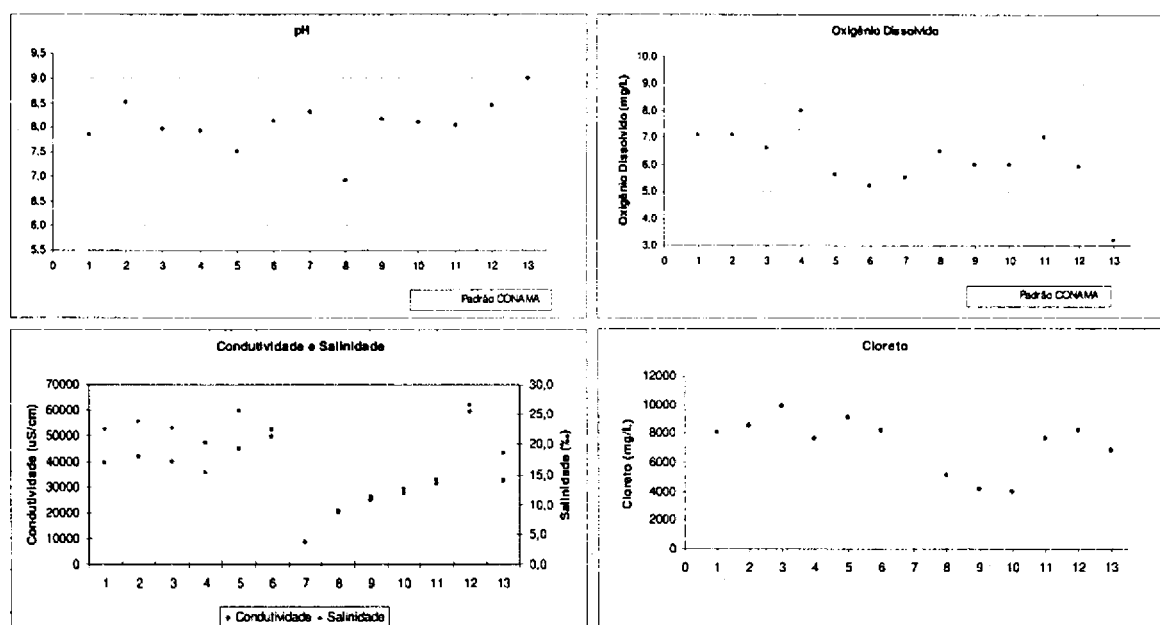 pH
9,5
9,0
8,5
8,0
7,5
7,0
6,5
6,0
5,5
0 1 2 3 4 5 6 7 8 9 10 11 12 13
Padrão CONAMA
Oxigênio Dissolvido
Oxigênio Dissolvido (mg/L)
10,0
9,0
8,0
7,0
6,0
5,0
4,0
3,0
0 1 2 3 4 5 6 7 8 9 10 11 12 13
Padrão CONAMA
Condutividade e Salinidade
Condutividade (uS/cm)
70000
60000
50000
40000
30000
20000
10000
0
30,0
25,0
20,0
15,0
10,0
5,0
0,0
Salinidade (‰)
1 2 3 4 5 6 7 8 9 10 11 12 13
Condutividade Salinidade
Cloreto
Cloreto (mg/L)
12000
10000
8000
6000
4000
2000
0
0 1 2 3 4 5 6 7 8 9 10 11 12 13